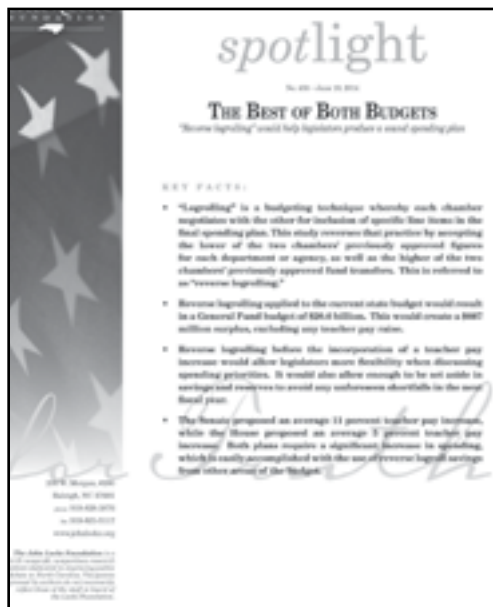 spotlight
THE BEST OF BOTH BUDGETS
"Reverse logrolling" would help legislators produce a sound spending plan
KEY FACTS:
• "Logrolling" is a budgeting technique whereby each chamber
negotiates with the other for inclusion of specific line items in the
final spending plan. This study reverses that practice by accepting
the lower of the two chambers' previously approved figures
for each department or agency, as well as the higher of the two
chambers' previously approved fund transfers. This is referred to
as "reverse logrolling."
• Reverse logrolling applied to the current state budget would result
in a General Fund budget of billion. This would create a
million surplus, excluding any teacher pay raise.
• Reverse logrolling before the incorporation of a teacher pay
increase would allow legislators more flexibility when discussing
spending priorities. It would also allow enough to be set aside in
savings and reserves to avoid any unforeseen shortfalls in the next
fiscal year.
• The Senate proposed an average 11 percent teacher pay increase,
while the House proposed an average 5 percent teacher pay
increase. Both plans require a significant increase in spending,
which is easily accomplished with the use of reverse logroll savings
from other areas of the budget.
for Truth
Raleigh, NC
www.johnlocke.org
The John Locke Foundation is a